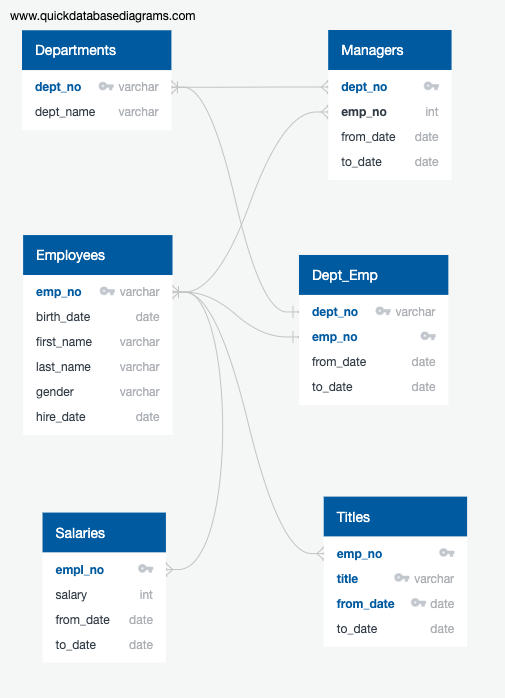 www.quickdatabasediagrams.com
Departments
dept_no varchar
dept_name varchar
Managers
dept_no
emp_no int
from_date date
to_date date
Employees
emp_no varchar
birth_date date
first_name varchar
last_name varchar
gender varchar
hire_date date
Dept_Emp
dept_no varchar
emp_no
from_date date
to_date date
Salaries
empl_no
salary int
from_date date
to_date date
Titles
emp_no
title varchar
from_date date
to_date date